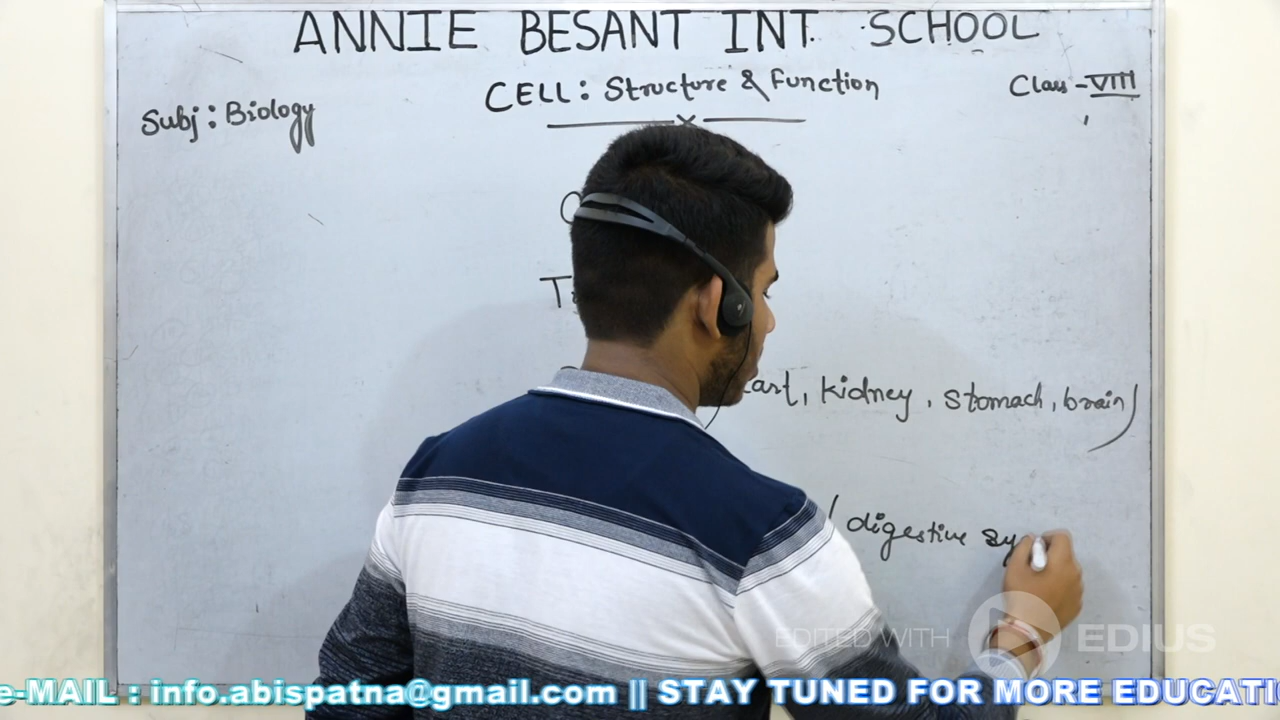 ANNIE BESANT INT. SCHOOL
CELL: Structure & Function
Class - VIII
Subj: Biology
kidney, stomach, brain)
(digestive sy
EDITED WITH EDIUS
e-MAIL : info.abispatna@gmail.com || STAY TUNED FOR MORE EDUCATI